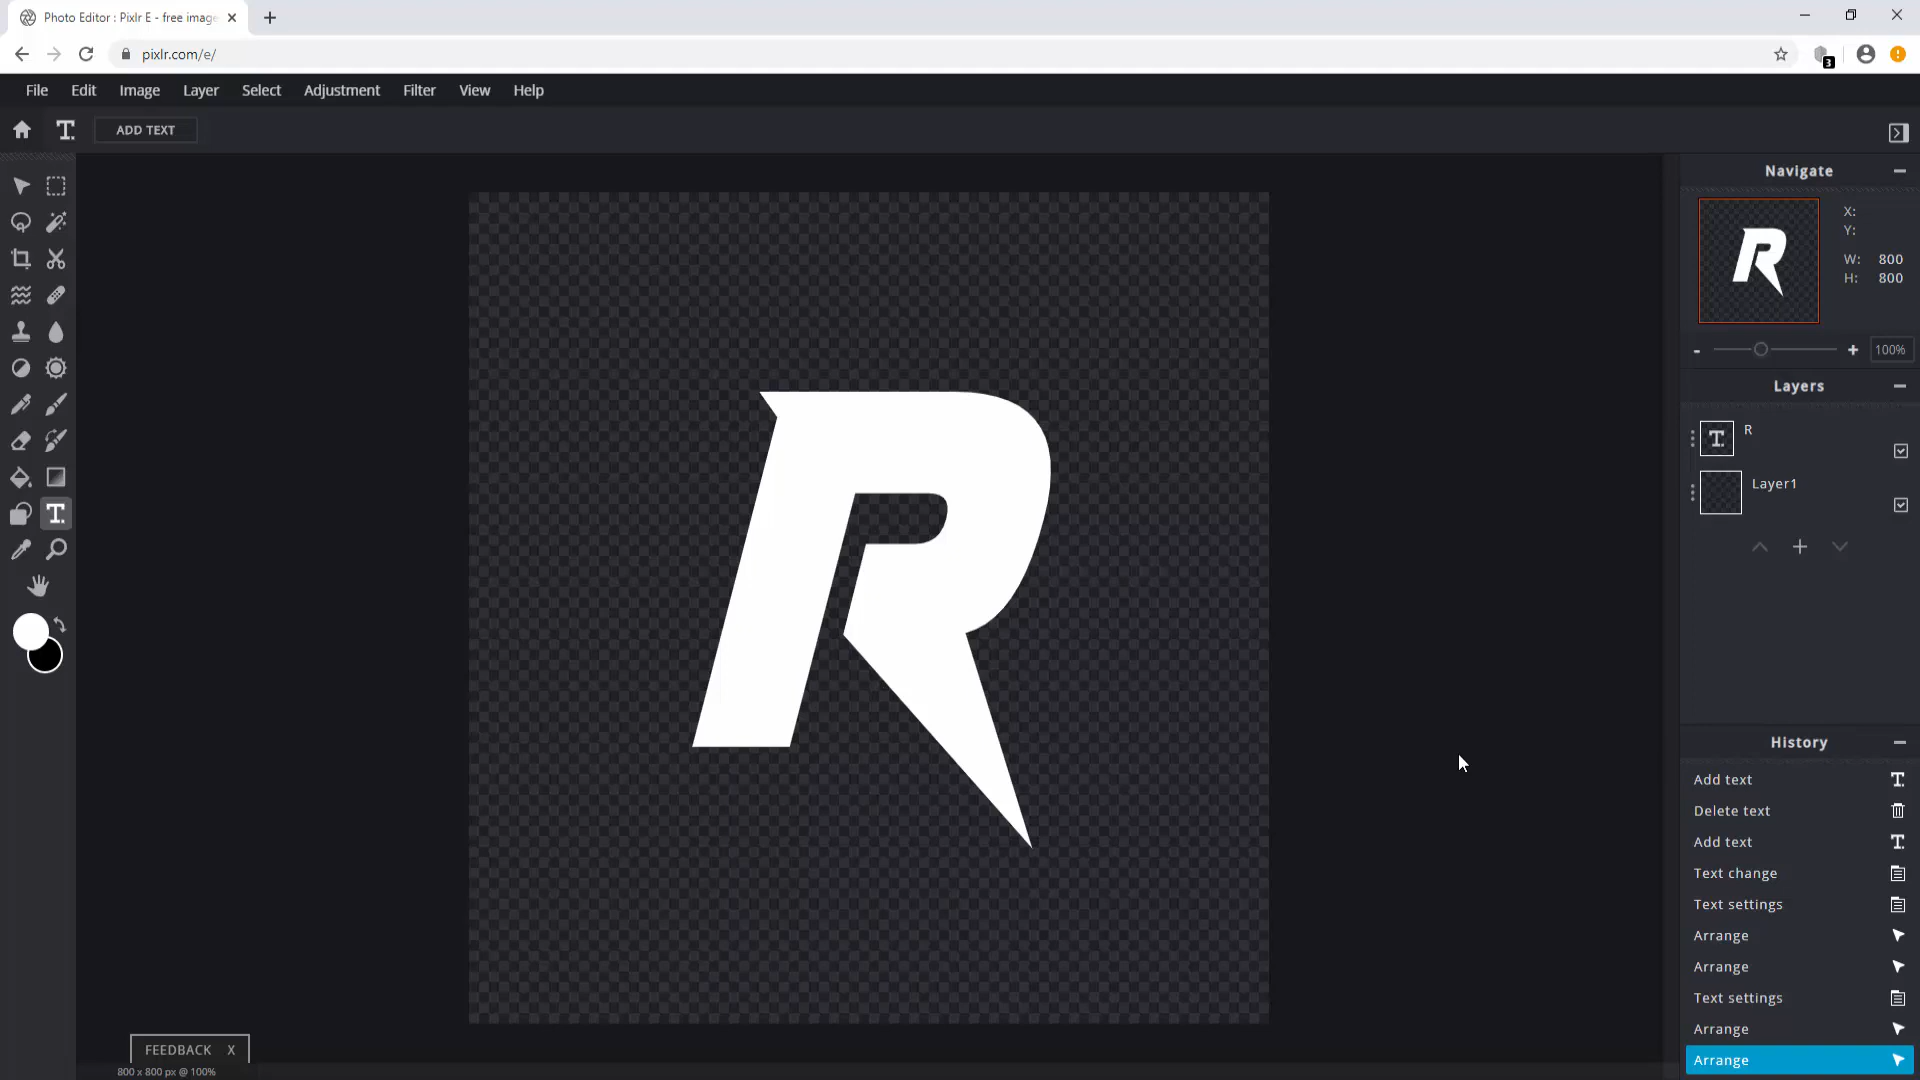 Photo Editor : Pixlr E - free imag
pixlr.com/e/
3
File Edit Image Layer Select Adjustment Filter View Help
T. ADD TEXT
Navigate
X:
Y:
W: 800
H: 800
R
- + 100%
Layers
T. R
Layer1
R
T.
History
Add text
Delete text
Add text
Text change
Text settings
Arrange
Arrange
Text settings
Arrange
Arrange
FEEDBACK X
800 x 800 px @ 100%